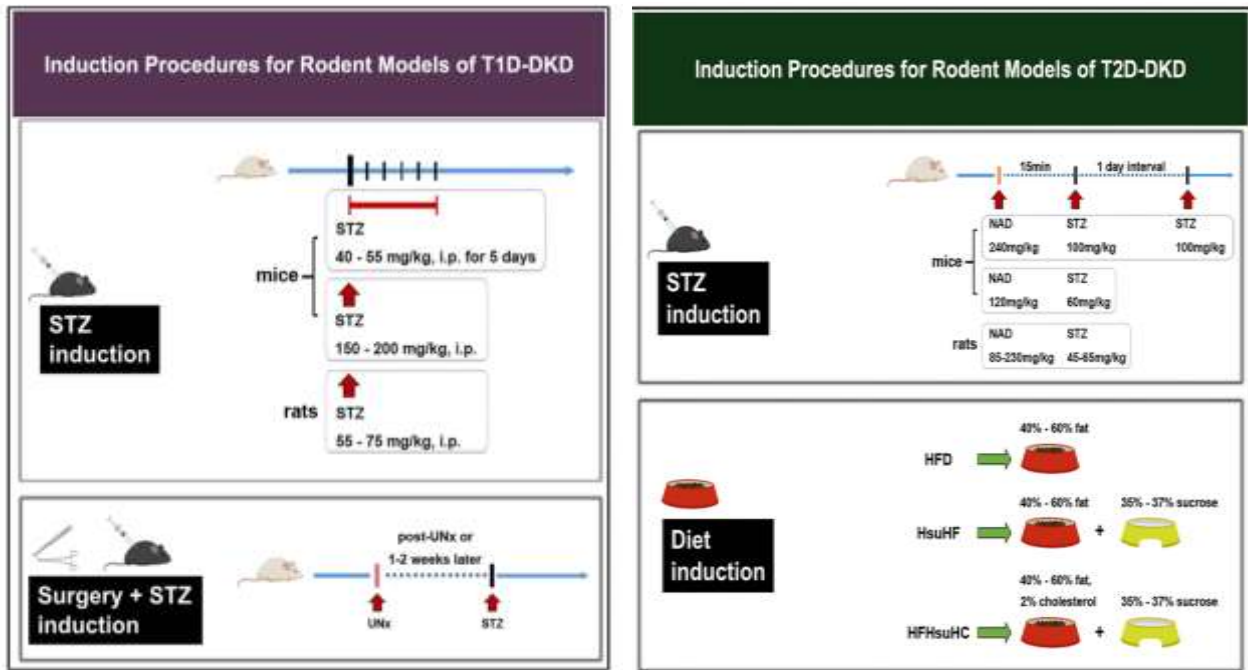 Induction Procedures for Rodent Models of T1D-DKD
STZ
induction
mice
STZ
40 - 55 mg/kg, i.p. for 5 days
STZ
150 - 200 mg/kg, i.p.
rats
STZ
55 - 75 mg/kg, i.p.
Surgery + STZ
induction
post-UNx or
1-2 weeks later
UNx
STZ
Induction Procedures for Rodent Models of T2D-DKD
STZ
induction
15min
1 day interval
mice
NAD
STZ
STZ
240mg/kg
100mg/kg
100mg/kg
NAD
STZ
120mg/kg
60mg/kg
rats
NAD
STZ
85-230mg/kg
45-65mg/kg
Diet
induction
40% - 60% fat
HFD
40% - 60% fat
35% - 37% sucrose
HsuHF
+
40% - 60% fat,
2% cholesterol
35% - 37% sucrose
HFHsuHC
+